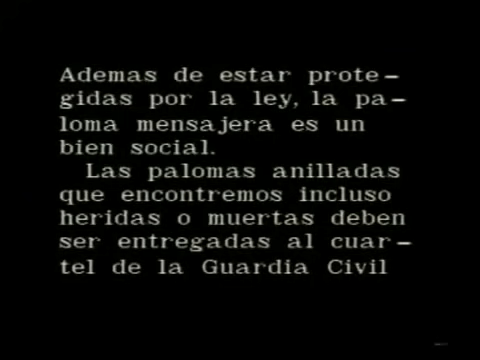 Ademas de estar prote-
gidas por la ley, la pa-
loma mensajera es un
bien social.
Las palomas anilladas
que encontremos incluso
heridas o muertas deben
ser entregadas al cuar-
tel de la Guardia Civil